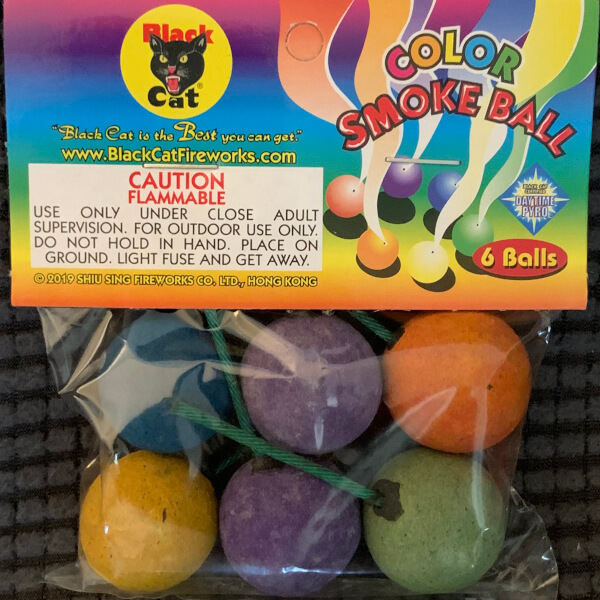 Black
Cat®
COLOR
SMOKE BALL
"Black Cat is the Best you can get."
www.BlackCatFireworks.com
CAUTION
FLAMMABLE
USE ONLY UNDER CLOSE ADULT
SUPERVISION. FOR OUTDOOR USE ONLY.
DO NOT HOLD IN HAND. PLACE ON
GROUND. LIGHT FUSE AND GET AWAY.
© 2019 SHIU SING FIREWORKS CO. LTD., HONG KONG
DAYTIME
PYRO
6 Balls